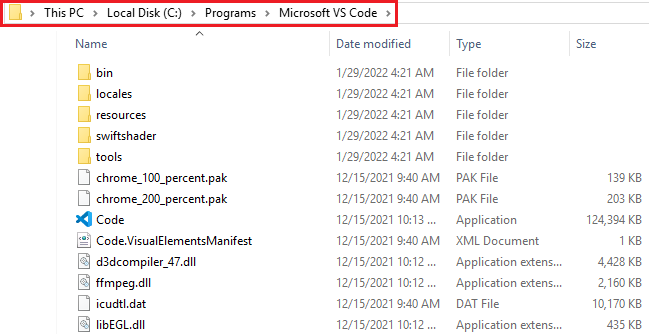 This PC > Local Disk (C:) > Programs > Microsoft VS Code >
Name Date modified Type Size
bin 1/29/2022 4:21 AM File folder
locales 1/29/2022 4:21 AM File folder
resources 1/29/2022 4:21 AM File folder
swiftshader 1/29/2022 4:21 AM File folder
tools 1/29/2022 4:21 AM File folder
chrome_100_percent.pak 12/15/2021 9:40 AM PAK File 139 KB
chrome_200_percent.pak 12/15/2021 9:40 AM PAK File 203 KB
Code 12/15/2021 10:13 ... Application 124,394 KB
Code.VisualElementsManifest 12/15/2021 9:40 AM XML Document 1 KB
d3dcompiler_47.dll 12/15/2021 10:12 ... Application extens... 4,428 KB
ffmpeg.dll 12/15/2021 10:12 ... Application extens... 2,160 KB
icudtl.dat 12/15/2021 9:40 AM DAT File 10,170 KB
libEGL.dll 12/15/2021 10:12 ... Application extens... 435 KB